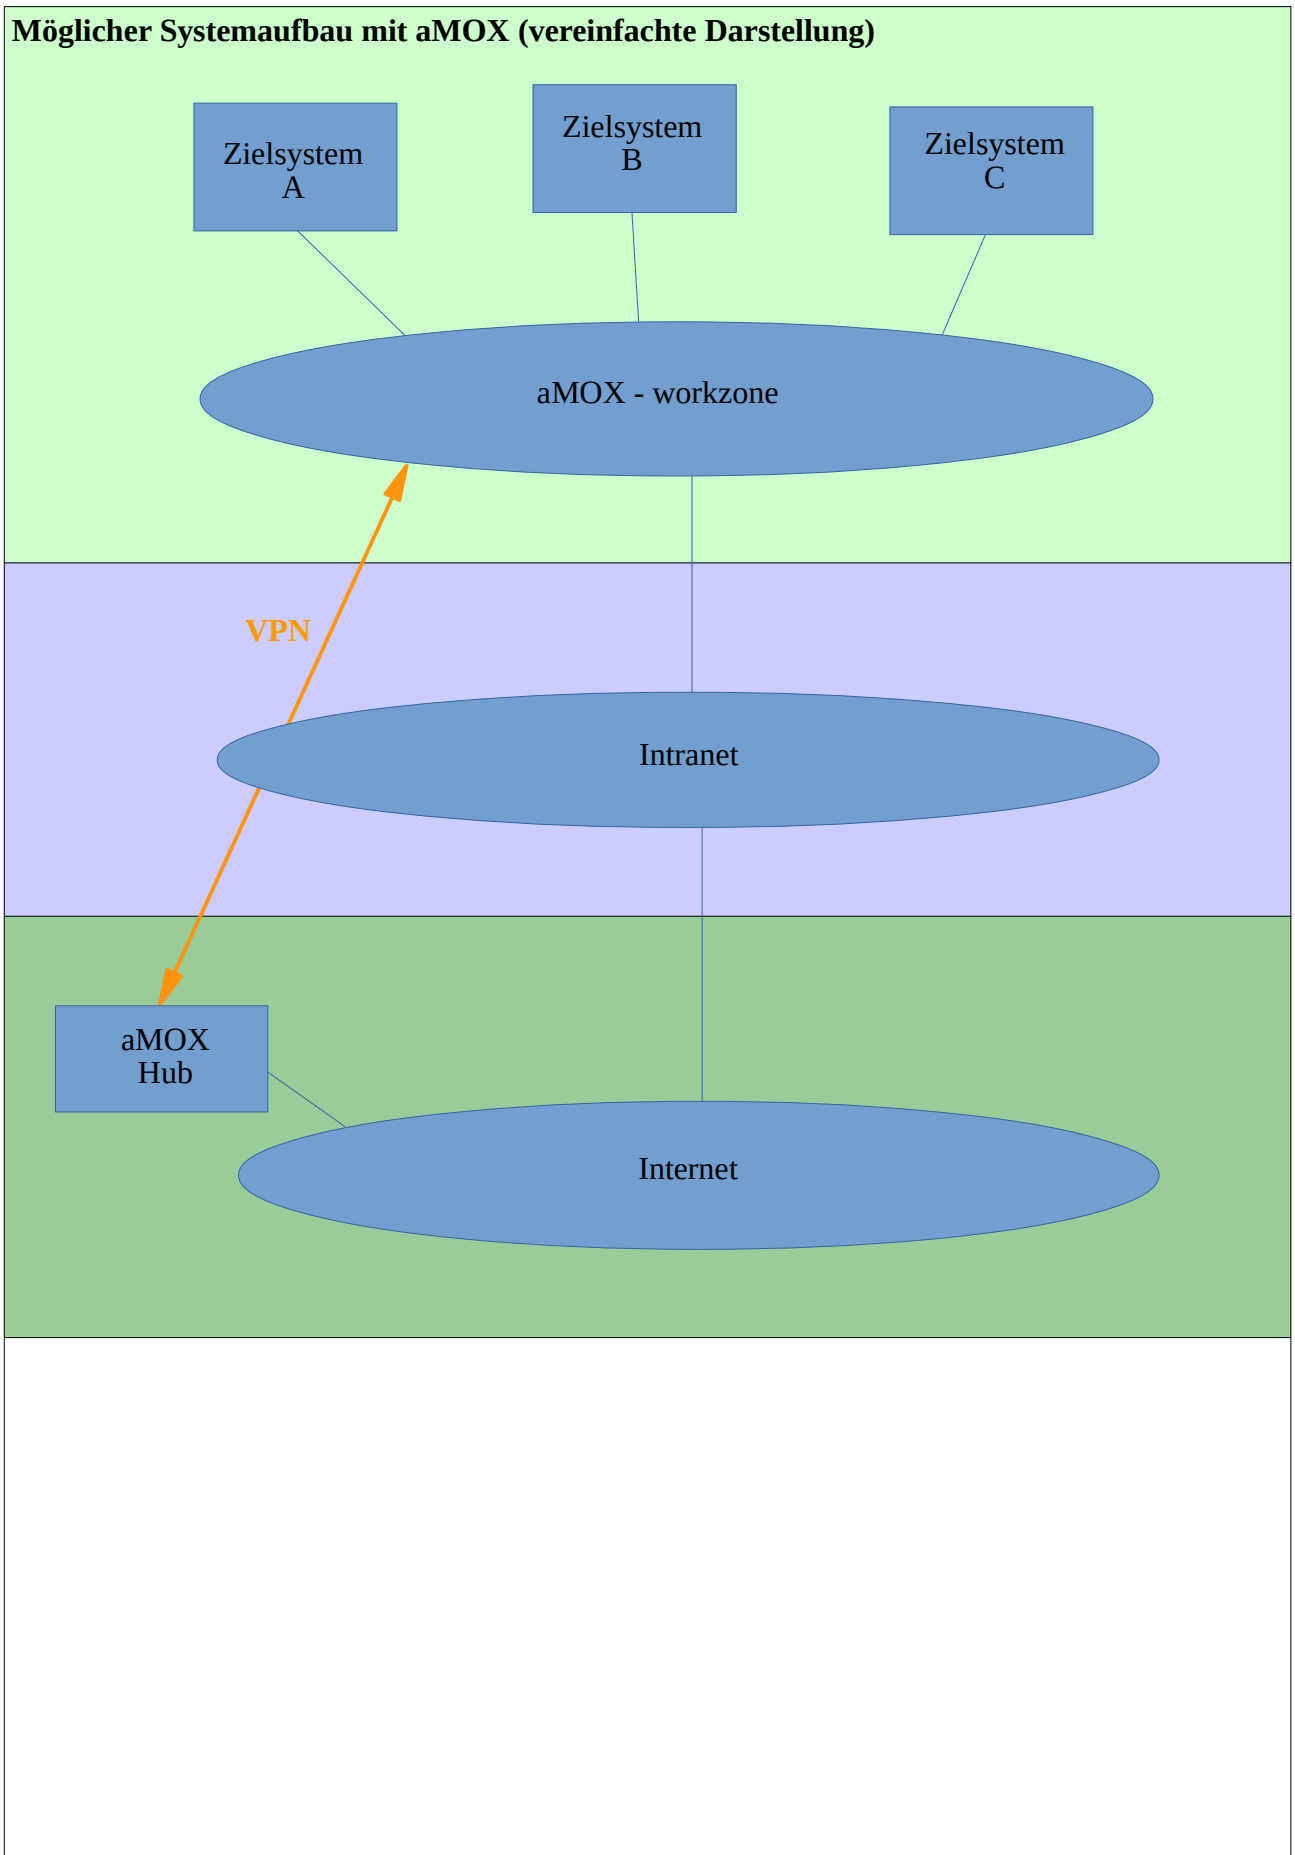 Möglicher Systemaufbau mit aMOX (vereinfachte Darstellung)
Zielsystem
A
Zielsystem
B
Zielsystem
C
aMOX - workzone
VPN
Intranet
aMOX
Hub
Internet